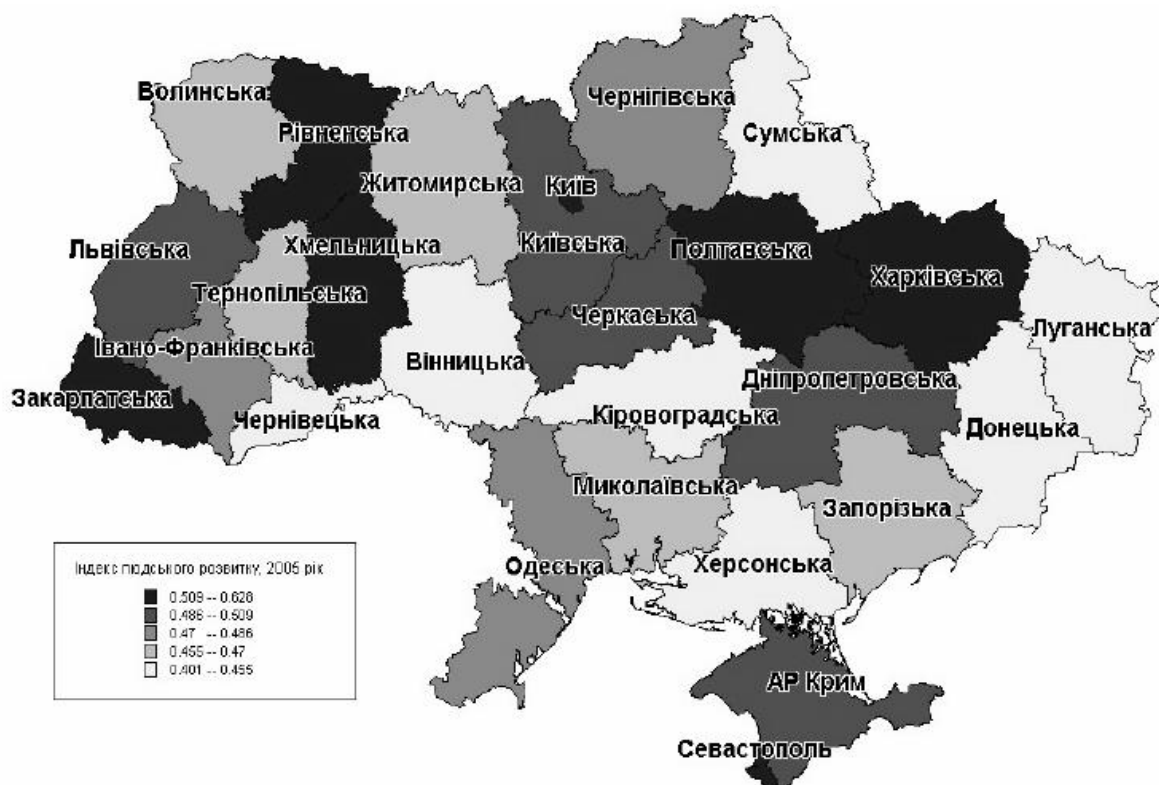 Волинська
Рівненська
Чернігівська
Сумська
Житомирська
Київ
Львівська
Хмельницька
Київська
Полтавська
Харківська
Тернопільська
Черкаська
Луганська
Івано-Франківська
Вінницька
Дніпропетровська
Закарпатська
Чернівецька
Кіровоградська
Донецька
Миколаївська
Запорізька
Одеська
Херсонська
Індекс людського розвитку, 2005 рік
0.509 -- 0.628
0.486 -- 0.509
0.47 -- 0.486
0.455 -- 0.47
0.401 -- 0.455
АР Крим
Севастополь